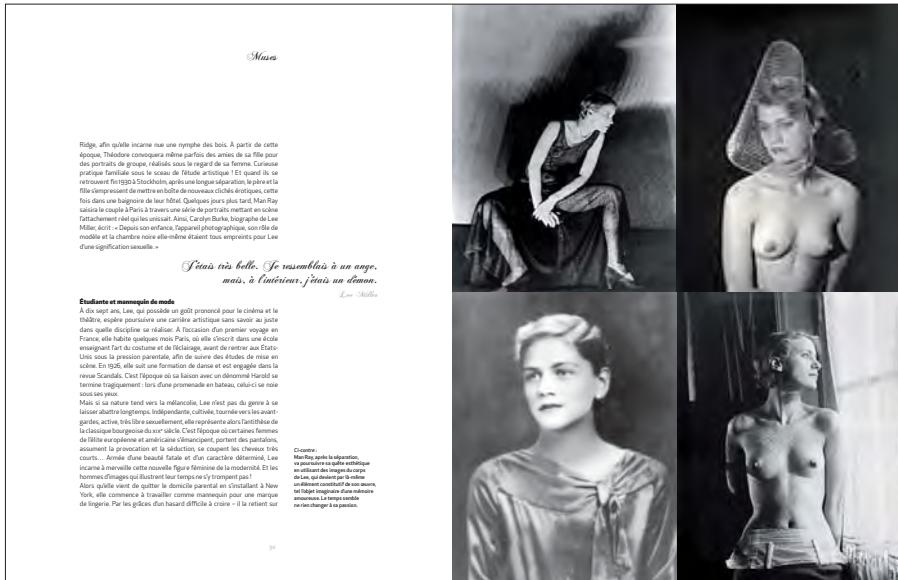 Muses
Ridge, afin qu'elle incarne nue une nymphe des bois. À partir de cette
époque, Théodore convoquera même parfois des amies de sa fille pour
des portraits de groupe, réalisés sous le regard de sa femme. Curieuse
pratique familiale sous le sceau de l'étude artistique ! Et quand ils se
retrouvent fin 1930 à Stockholm, après une longue séparation, le père et la
fille s'empressent de mettre en boîte de nouveaux clichés érotiques, cette
fois dans une baignoire de leur hôtel. Quelques jours plus tard, Man Ray
saisira le couple à Paris à travers une série de portraits mettant en scène
l'attachement réel qui les unissait. Ainsi, Carolyn Burke, biographe de Lee
Miller, écrit : « Depuis son enfance, l'appareil photographique, son rôle de
modèle et la chambre noire elle-même étaient tous empreints pour Lee
d'une signification sexuelle. »
J'étais très belle. Je ressemblais à un ange,
mais, à l'intérieur, j'étais un démon.
Lee Miller
Étudiante et mannequin de mode
À dix sept ans, Lee, qui possède un goût prononcé pour le cinéma et le
théâtre, espère poursuivre une carrière artistique sans savoir au juste
dans quelle discipline se réaliser. À l'occasion d'un premier voyage en
France, elle habite quelques mois Paris, où elle s'inscrit dans une école
enseignant l'art du costume et de l'éclairage, avant de rentrer aux États-
Unis sous la pression parentale, afin de suivre des études de mise en
scène. En 1926, elle suit une formation de danse et est engagée dans la
revue Scandals. C'est l'époque où sa liaison avec un dénommé Harold se
termine tragiquement : lors d'une promenade en bateau, celui-ci se noie
sous ses yeux.
Mais si sa nature tend vers la mélancolie, Lee n'est pas du genre à se
laisser abattre longtemps. Indépendante, cultivée, tournée vers les avant-
gardes, active, très libre sexuellement, elle représente alors l'antithèse de
la classique bourgeoise du XIXe siècle. C'est l'époque où certaines femmes
de l'élite européenne et américaine s'émancipent, portent des pantalons,
assument la provocation et la séduction, se coupent les cheveux très
courts… Armée d'une beauté fatale et d'un caractère déterminé, Lee
incarne à merveille cette nouvelle figure féminine de la modernité. Et les
hommes d'images qui illustrent leur temps ne s'y trompent pas !
Alors qu'elle vient de quitter le domicile parental en s'installant à New
York, elle commence à travailler comme mannequin pour une marque
de lingerie. Par les grâces d'un hasard difficile à croire – il la retient sur
Ci-contre :
Man Ray, après la séparation,
va poursuivre sa quête esthétique
en utilisant des images du corps
de Lee, qui devient par là-même
un élément constitutif de son œuvre,
tel l'objet imaginaire d'une mémoire
amoureuse. Le temps semble
ne rien changer à sa passion.